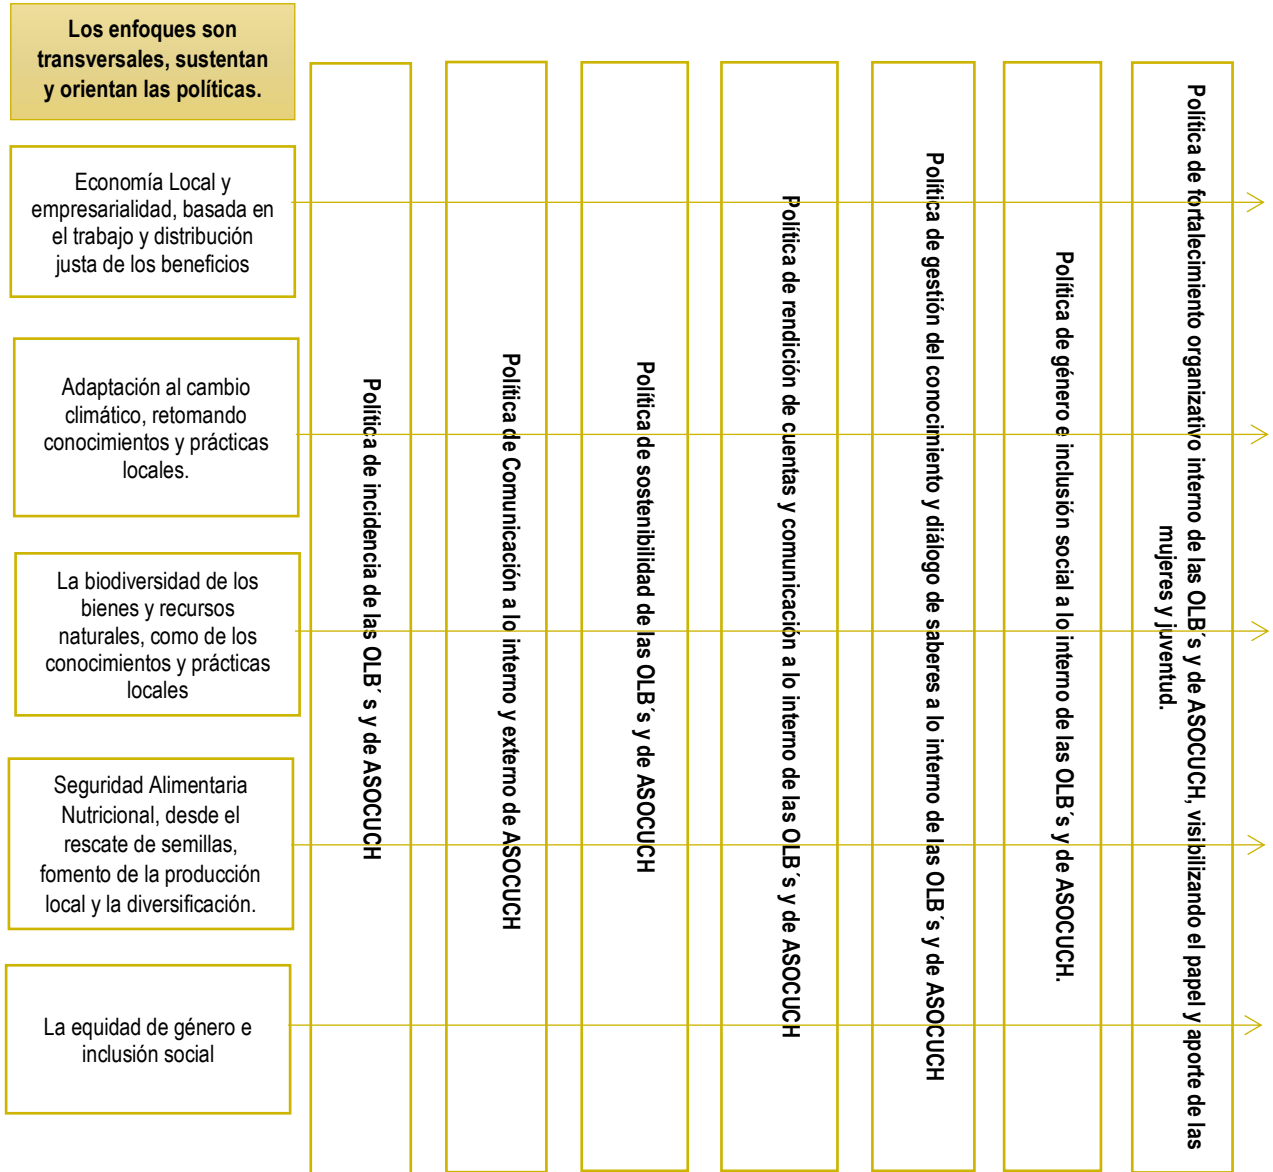 Los enfoques son
transversales, sustentan
y orientan las políticas.
Economía Local y
empresarialidad, basada en
el trabajo y distribución
justa de los beneficios
Adaptación al cambio
climático, retomando
conocimientos y prácticas
locales.
La biodiversidad de los
bienes y recursos
naturales, como de los
conocimientos y prácticas
locales
Seguridad Alimentaria
Nutricional, desde el
rescate de semillas,
fomento de la producción
local y la diversificación.
La equidad de género e
inclusión social
Política de incidencia de las OLB´ s y de ASOCUCH
Política de Comunicación a lo interno y externo de ASOCUCH
Política de sostenibilidad de las OLB´s y de ASOCUCH
Política de rendición de cuentas y comunicación a lo interno de las OLB´s y de ASOCUCH
Política de gestión del conocimiento y diálogo de saberes a lo interno de las OLB´s y de ASOCUCH
Política de género e inclusión social a lo interno de las OLB´s y de ASOCUCH.
Política de fortalecimiento organizativo interno de las OLB´s y de ASOCUCH, visibilizando el papel y aporte de las
mujeres y juventud.